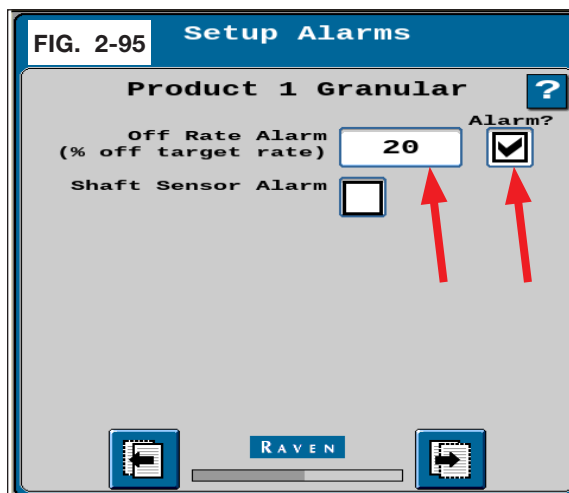 FIG. 2-95
Setup Alarms
Product 1 Granular
?
Alarm?
Off Rate Alarm
(% off target rate)
20
Shaft Sensor Alarm
RAVEN